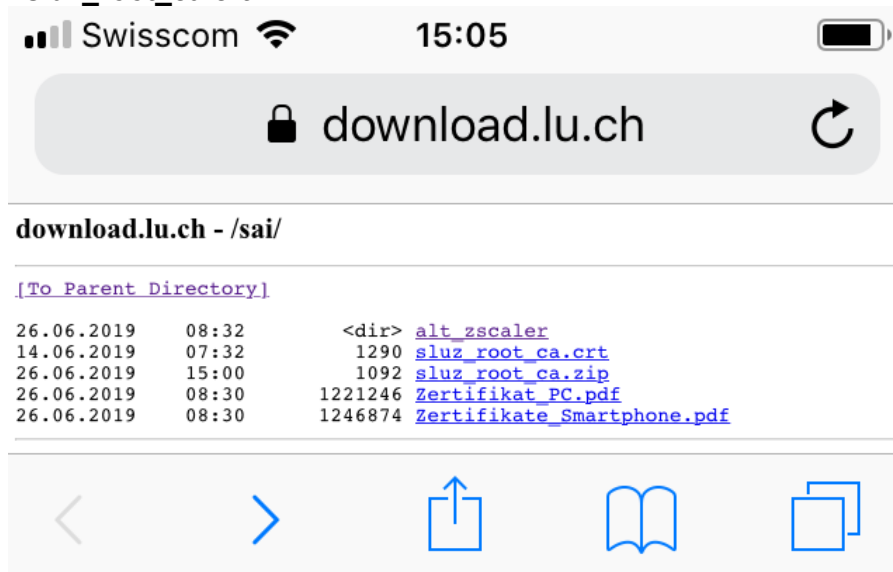 Swisscom 15:05
download.lu.ch
download.lu.ch - /sai/
[To Parent Directory]
26.06.2019 08:32 <dir> alt_zscaler
14.06.2019 07:32 1290 sluz_root_ca.crt
26.06.2019 15:00 1092 sluz_root_ca.zip
26.06.2019 08:30 1221246 Zertifikat_PC.pdf
26.06.2019 08:30 1246874 Zertifikate_Smartphone.pdf